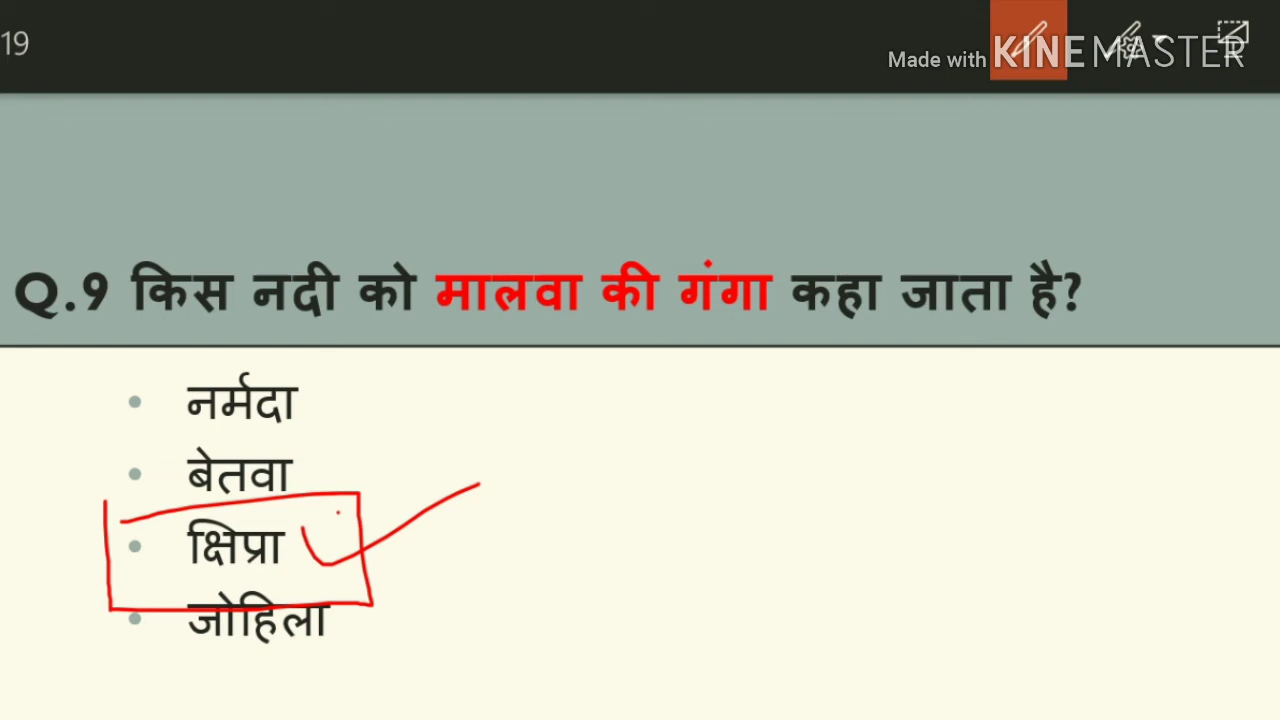 19
Made with KINEMASTER
Q.9 किस नदी को मालवा की गंगा कहा जाता है?
• नर्मदा
• बेतवा
• क्षिप्रा
• जोहिला